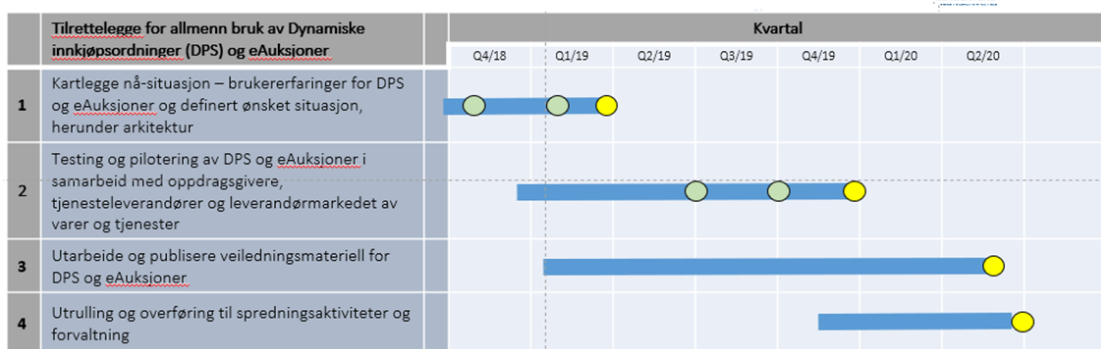 Tilrettelegge for allmenn bruk av Dynamiske
innkjøpsordninger (DPS) og eAuksjoner
Kvartal
Q4/18 Q1/19 Q2/19 Q3/19 Q4/19 Q1/20 Q2/20
1
Kartlegge nå-situasjon – brukererfaringer for DPS
og eAuksjoner og definert ønsket situasjon,
herunder arkitektur
2
Testing og pilotering av DPS og eAuksjoner i
samarbeid med oppdragsgivere,
tjenesteleverandører og leverandørmarkedet av
varer og tjenester
3
Utarbeide og publisere veiledningsmateriell for
DPS og eAuksjoner
4
Utrulling og overføring til spredningsaktiviteter og
forvaltning